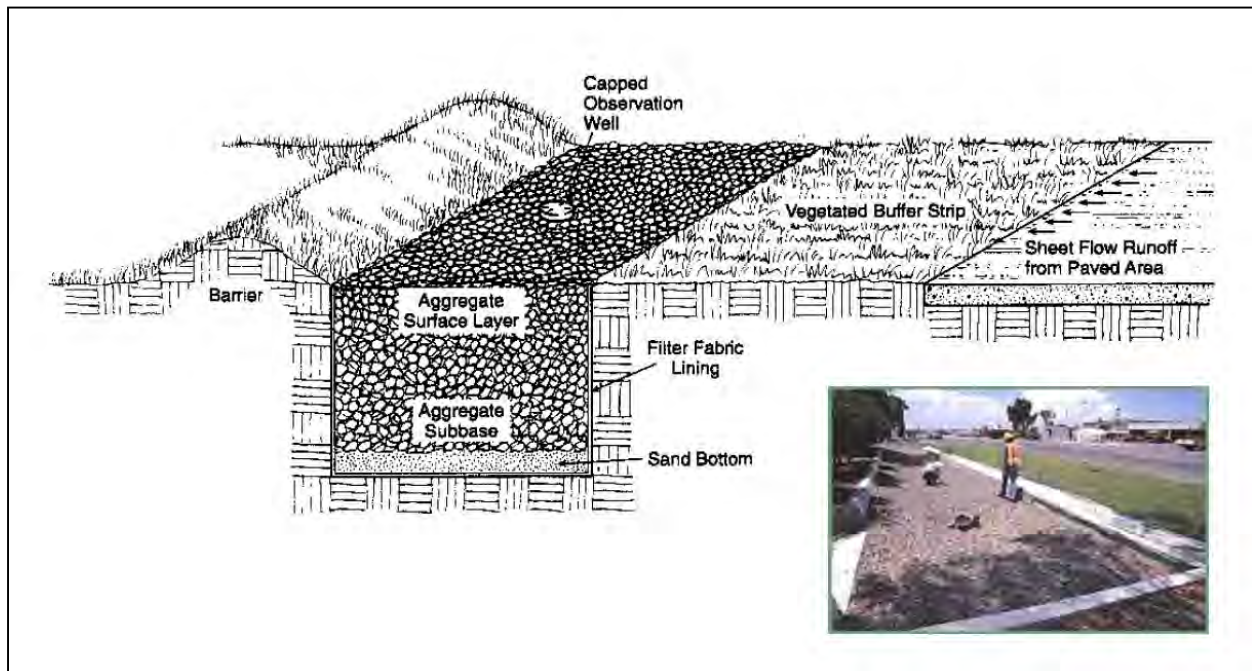 Capped
Observation
Well
Vegetated Buffer Strip
Sheet Flow Runoff
from Paved Area
Barrier
Aggregate
Surface Layer
Filter Fabric
Lining
Aggregate
Subbase
Sand Bottom